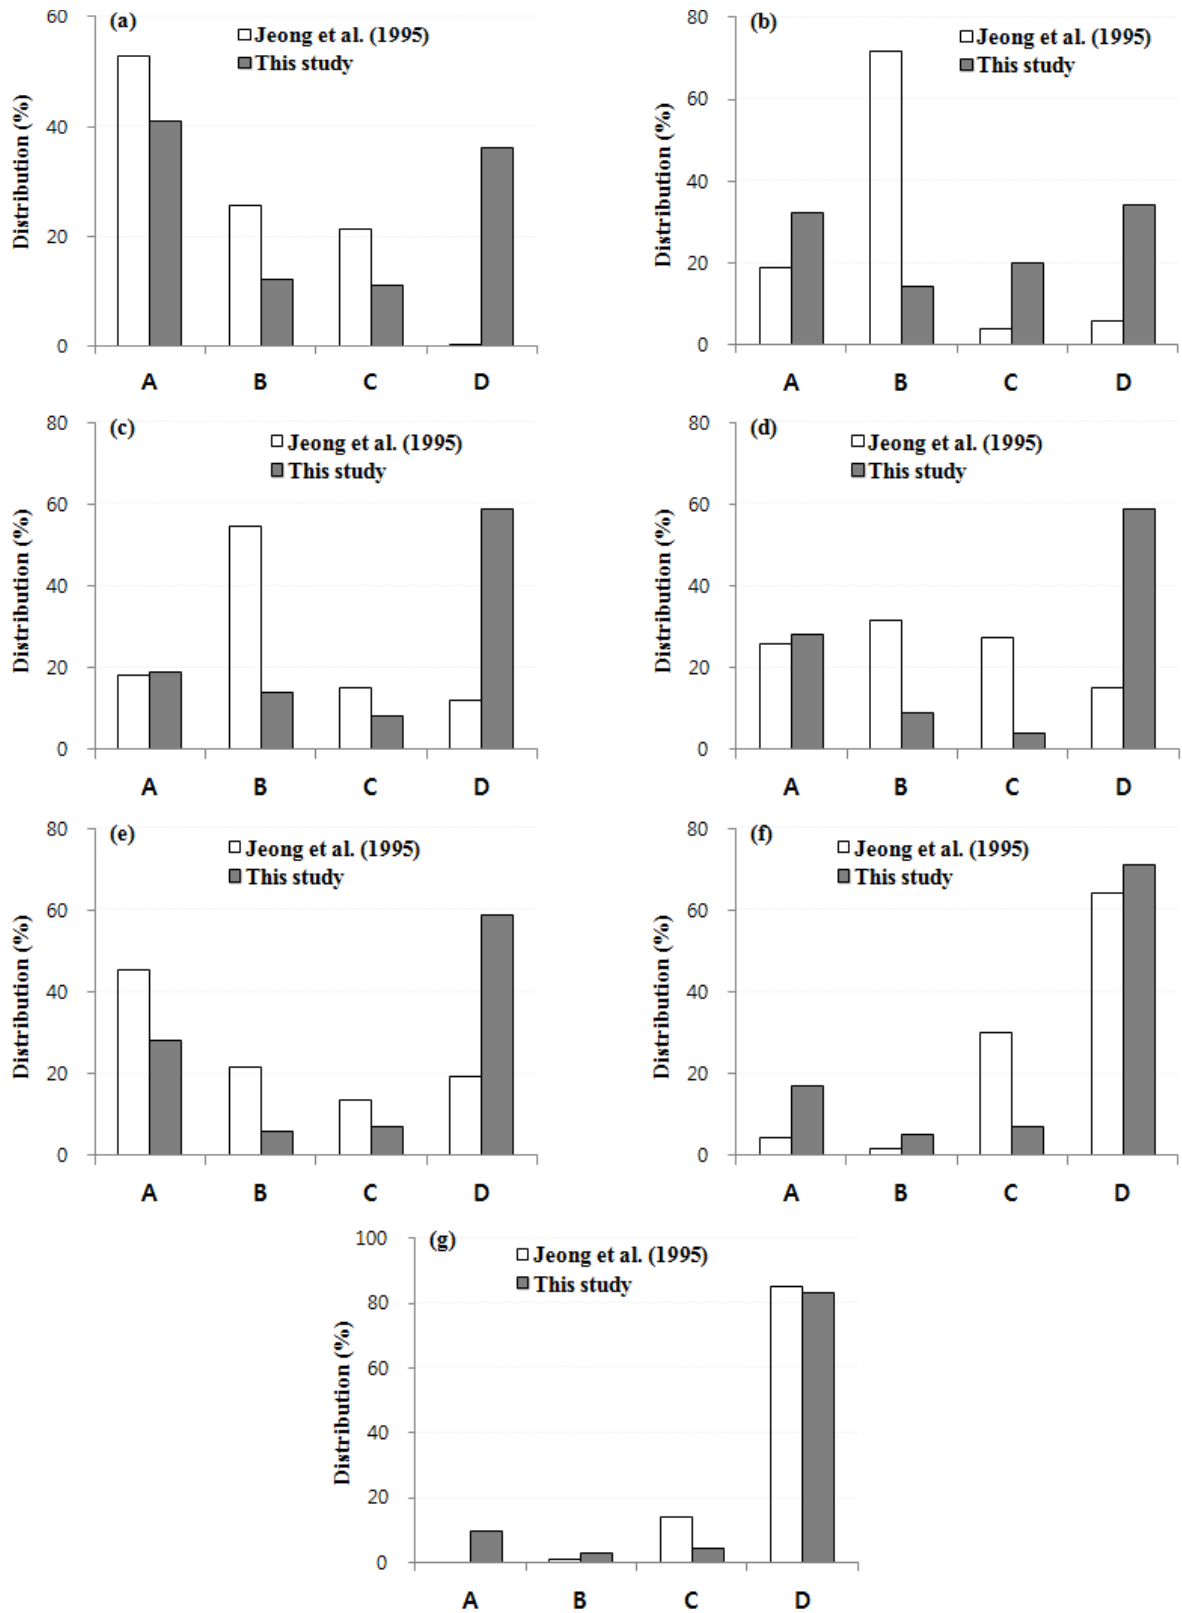 (a)
Jeong et al. (1995)
This study
Distribution (%)
60
40
20
0
A B C D
(b)
Jeong et al. (1995)
This study
Distribution (%)
80
60
40
20
0
A B C D
(c)
Jeong et al. (1995)
This study
Distribution (%)
80
60
40
20
0
A B C D
(d)
Jeong et al. (1995)
This study
Distribution (%)
80
60
40
20
0
A B C D
(e)
Jeong et al. (1995)
This study
Distribution (%)
80
60
40
20
0
A B C D
(f)
Jeong et al. (1995)
This study
Distribution (%)
80
60
40
20
0
A B C D
(g)
Jeong et al. (1995)
This study
Distribution (%)
100
80
60
40
20
0
A B C D